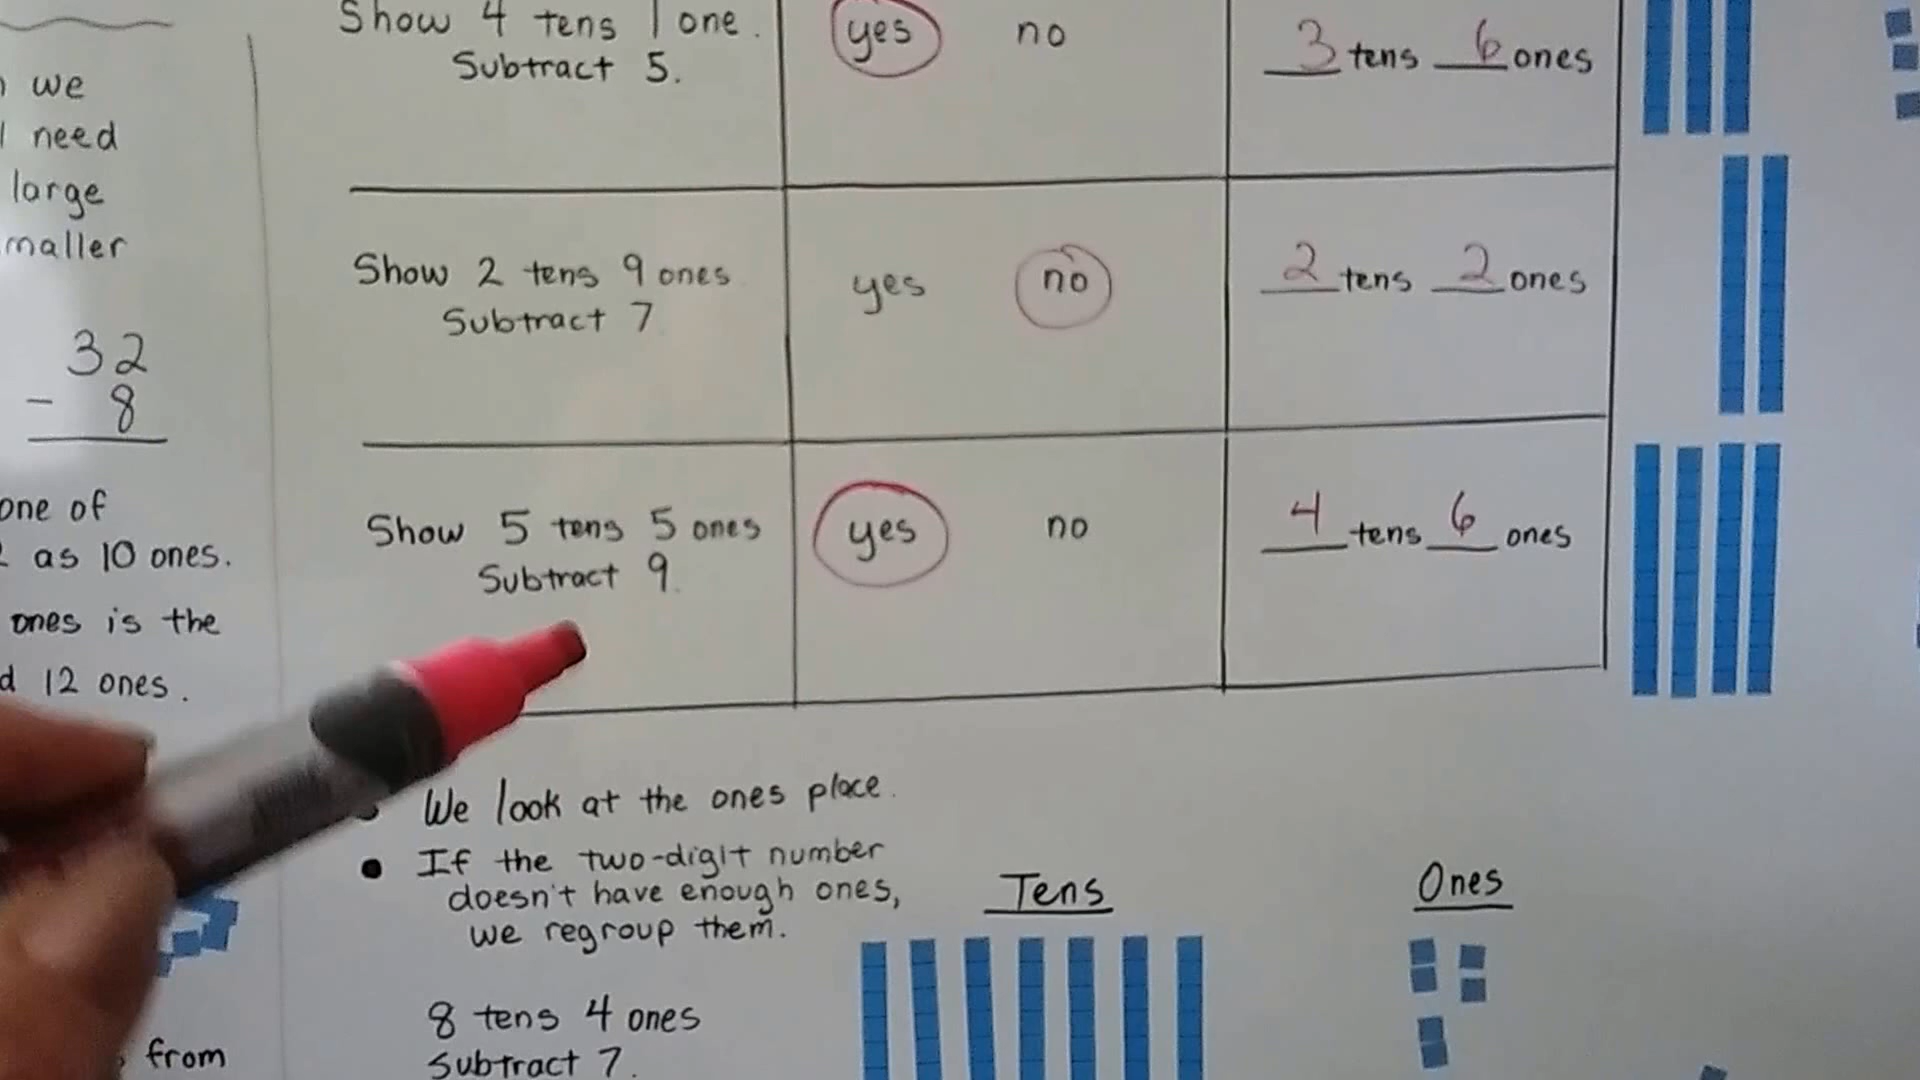 we
need
large
32
- 8
one of
as 10 ones.
ones is the
12 ones.
from
Show 4 tens 1 one.
Subtract 5.
yes no
3 tens 6 ones
Show 2 tens 9 ones
Subtract 7
yes no
2 tens 2 ones
Show 5 tens 5 ones
Subtract 9.
yes no
4 tens 6 ones
We look at the ones place.
• If the two-digit number
doesn't have enough ones,
we regroup them.
8 tens 4 ones
subtract 7.
Tens
Ones